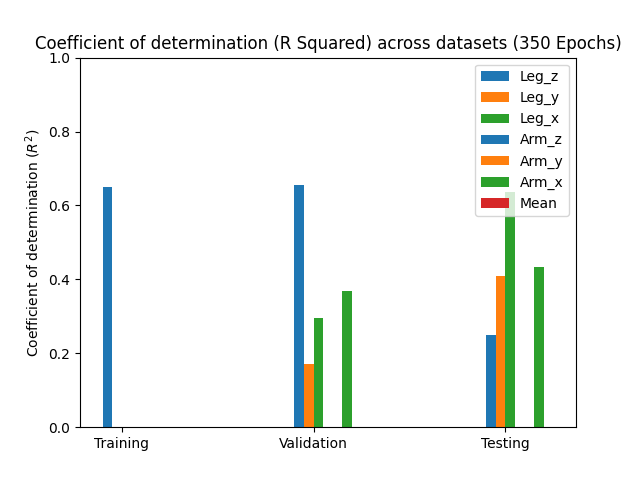 Coefficient of determination (R Squared) across datasets (350 Epochs)
Coefficient of determination (R²)
1.0
0.8
0.6
0.4
0.2
0.0
Leg_z
Leg_y
Leg_x
Arm_z
Arm_y
Arm_x
Mean
Training Validation Testing